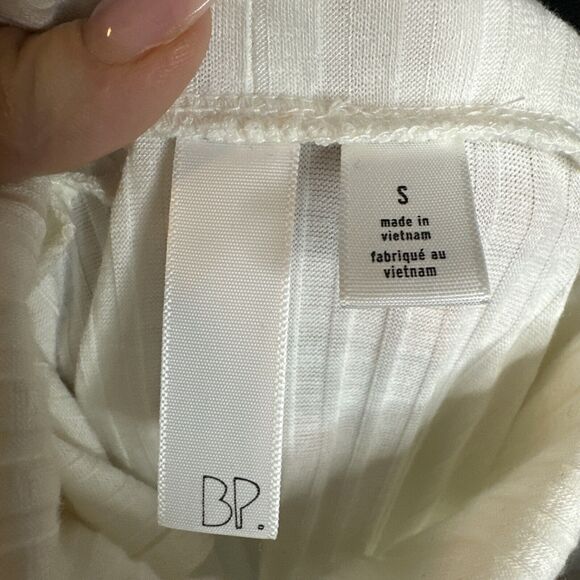 S
made in
vietnam
fabriqué au
vietnam
BP.